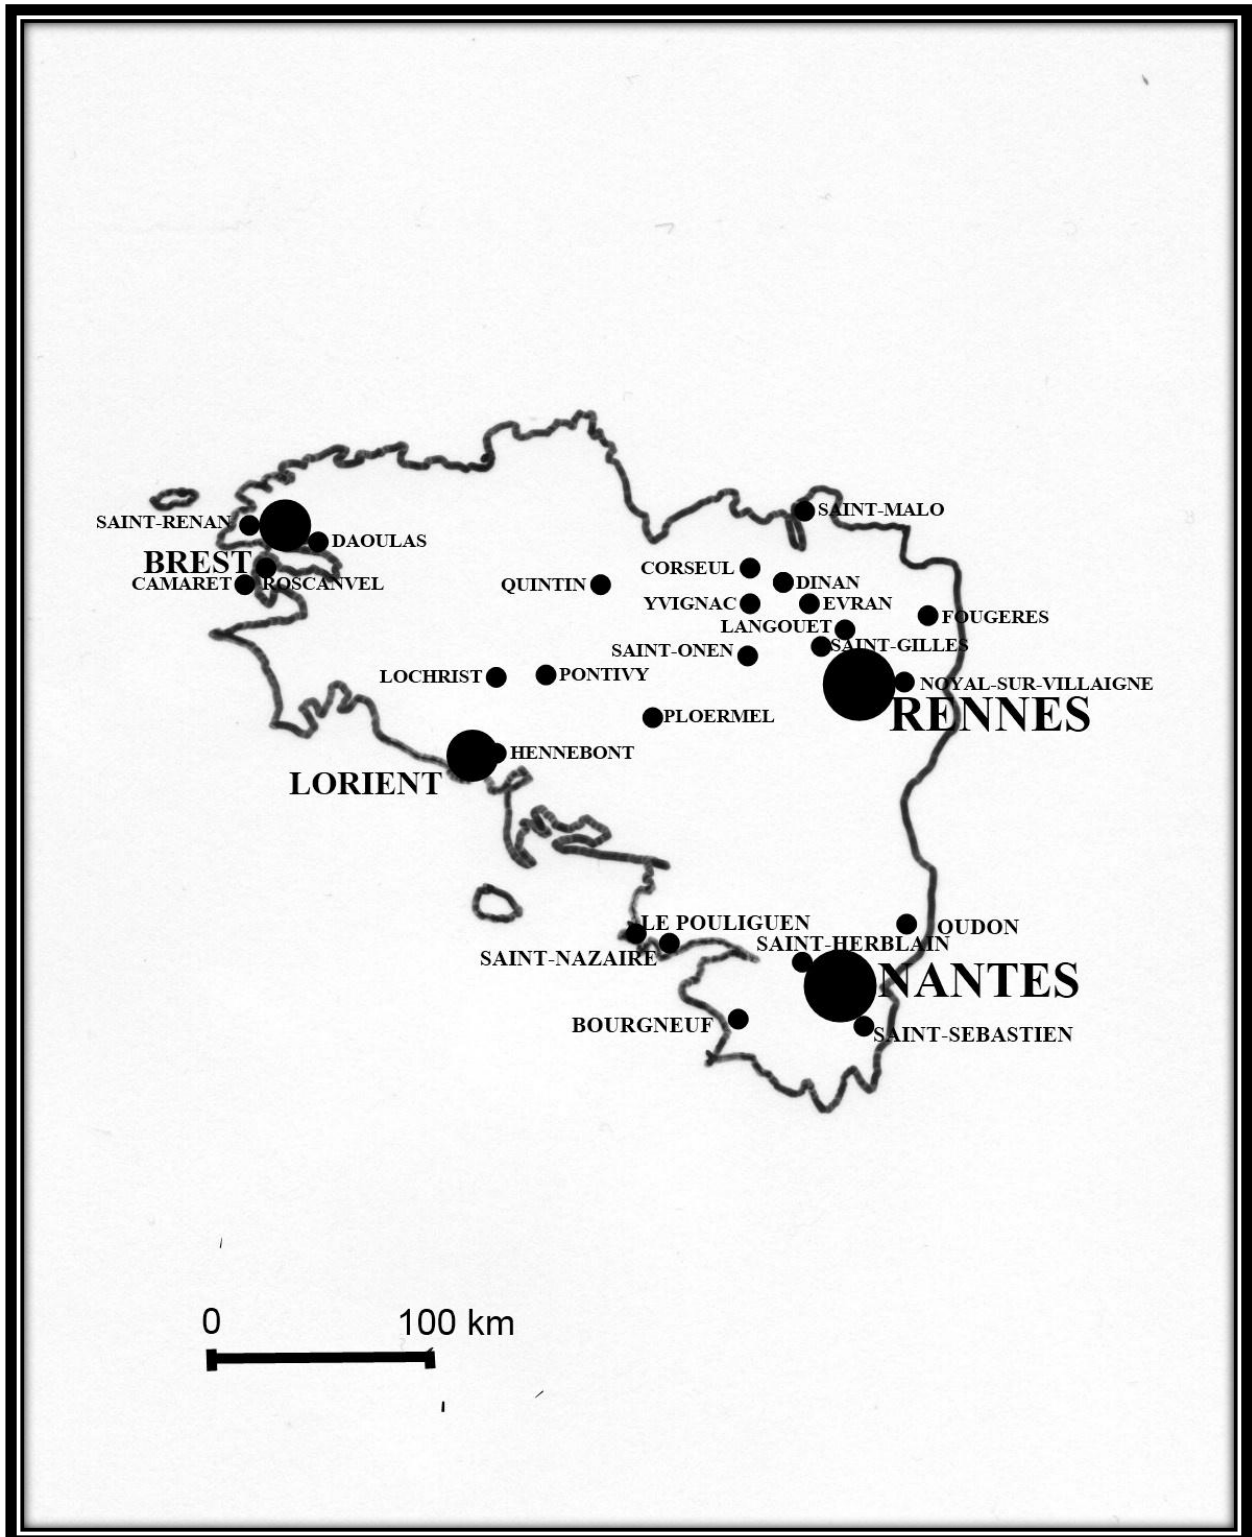 SAINT-MALO
SAINT-RENAN
DAOULAS
BREST
CORSEUL
CAMARET
ROSCANVEL
QUINTIN
DINAN
YVIGNAC
EVRAN
FOUGERES
LANGOUET
SAINT-GILLES
SAINT-ONEN
LOCHRIST
PONTIVY
NOYAL-SUR-VILLAIGNE
RENNES
PLOERMEL
HENNEBONT
LORIENT
LE POULIGUEN
OUDON
SAINT-HERBLAIN
SAINT-NAZAIRE
NANTES
BOURGNEUF
SAINT-SEBASTIEN
0 100 km